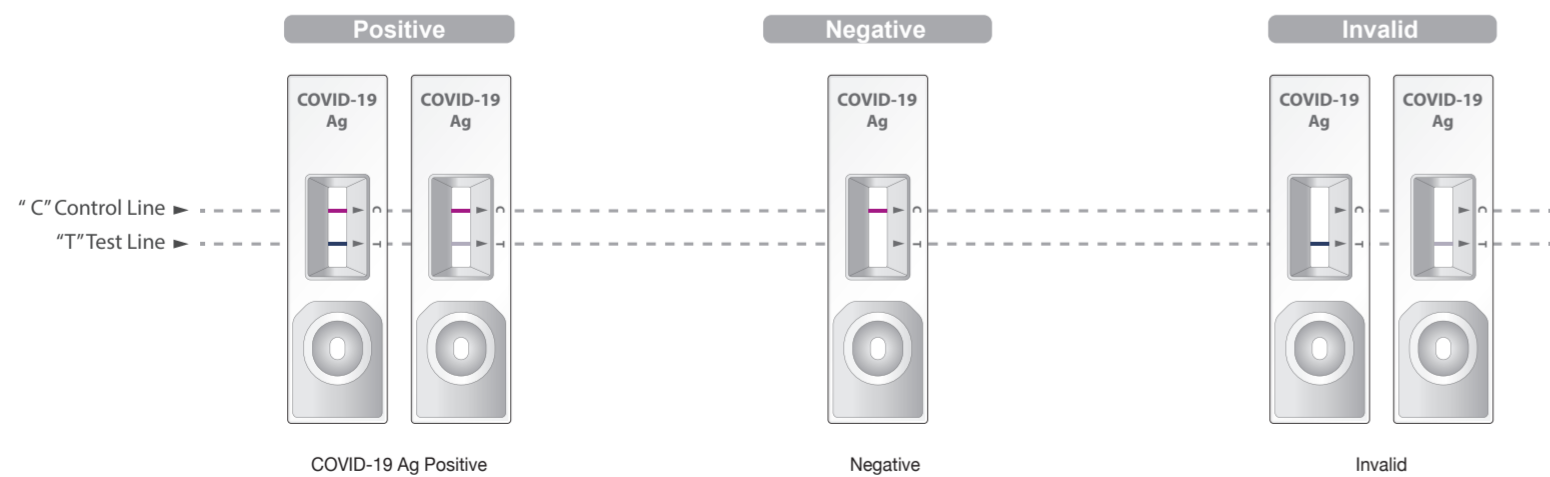 Positive
Negative
Invalid
COVID-19
Ag
COVID-19
Ag
COVID-19
Ag
COVID-19
Ag
COVID-19
Ag
“ C” Control Line ►
C
C
C
C
C
“T” Test Line ►
T
T
T
T
T
COVID-19 Ag Positive
Negative
Invalid